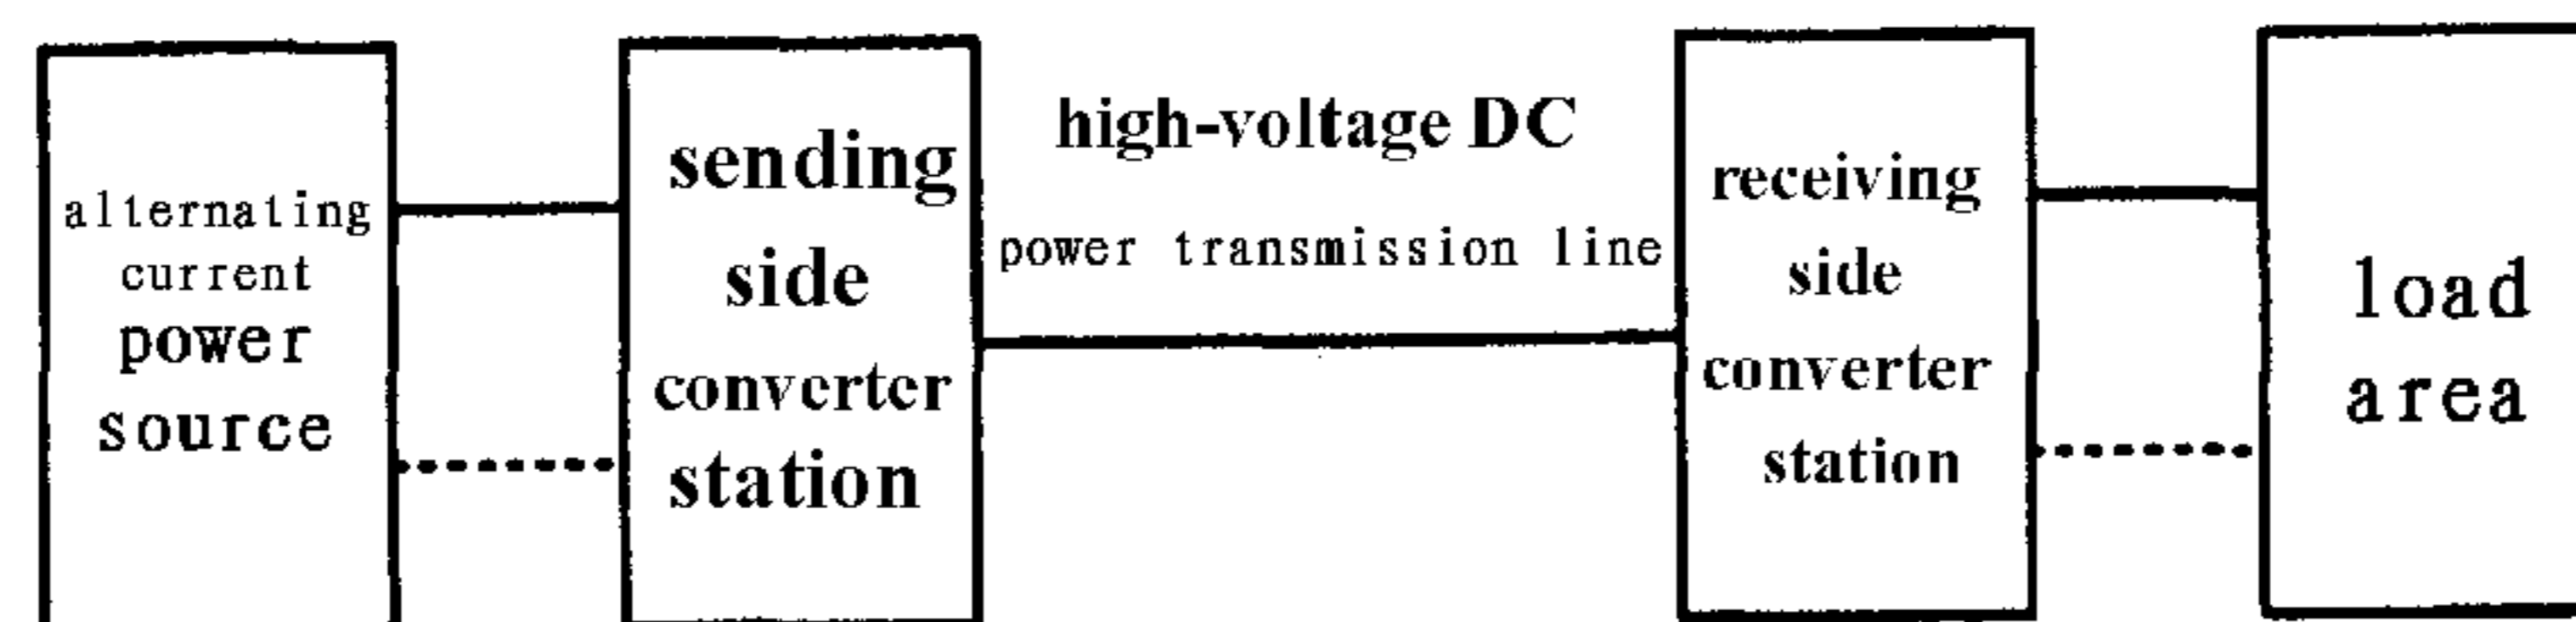 alternating
current
power
source
sending
side
converter
station
high-voltage DC
power transmission line
receiving
side
converter
station
load
area